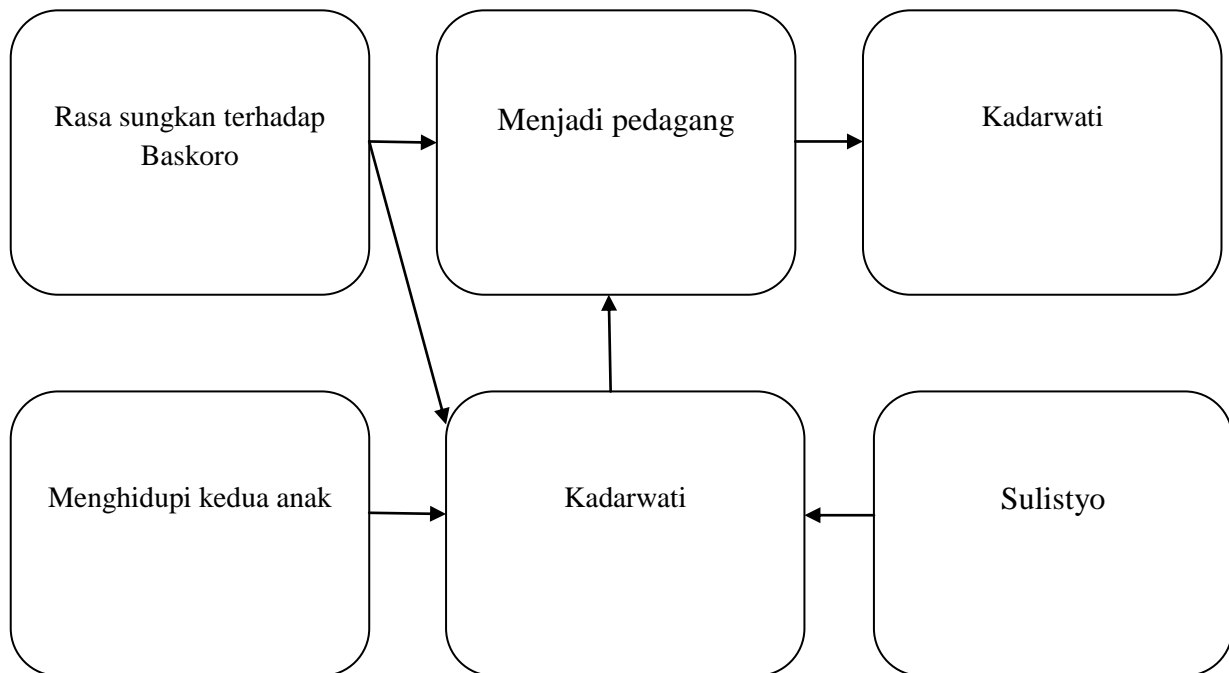 Rasa sungkan terhadap
Baskoro
Menjadi pedagang
Kadarwati
Menghidupi kedua anak
Kadarwati
Sulistyo